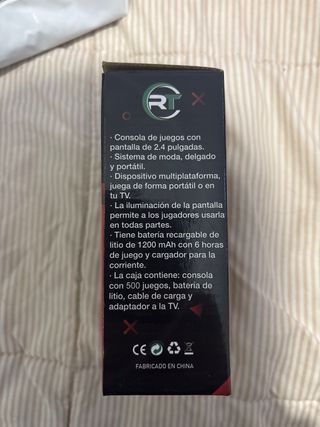 RT
· Consola de juegos con
pantalla de 2.4 pulgadas.
· Sistema de moda, delgado
y portátil.
· Dispositivo multiplataforma,
juega de forma portátil o en
tu TV.
· La iluminación de la pantalla
permite a los jugadores usarla
en todas partes.
· Tiene batería recargable de
litio de 1200 mAh con 6 horas
de juego y cargador para la
corriente.
· La caja contiene: consola
con 500 juegos, batería de
litio, cable de carga y
adaptador a la TV.
CE
FABRICADO EN CHINA